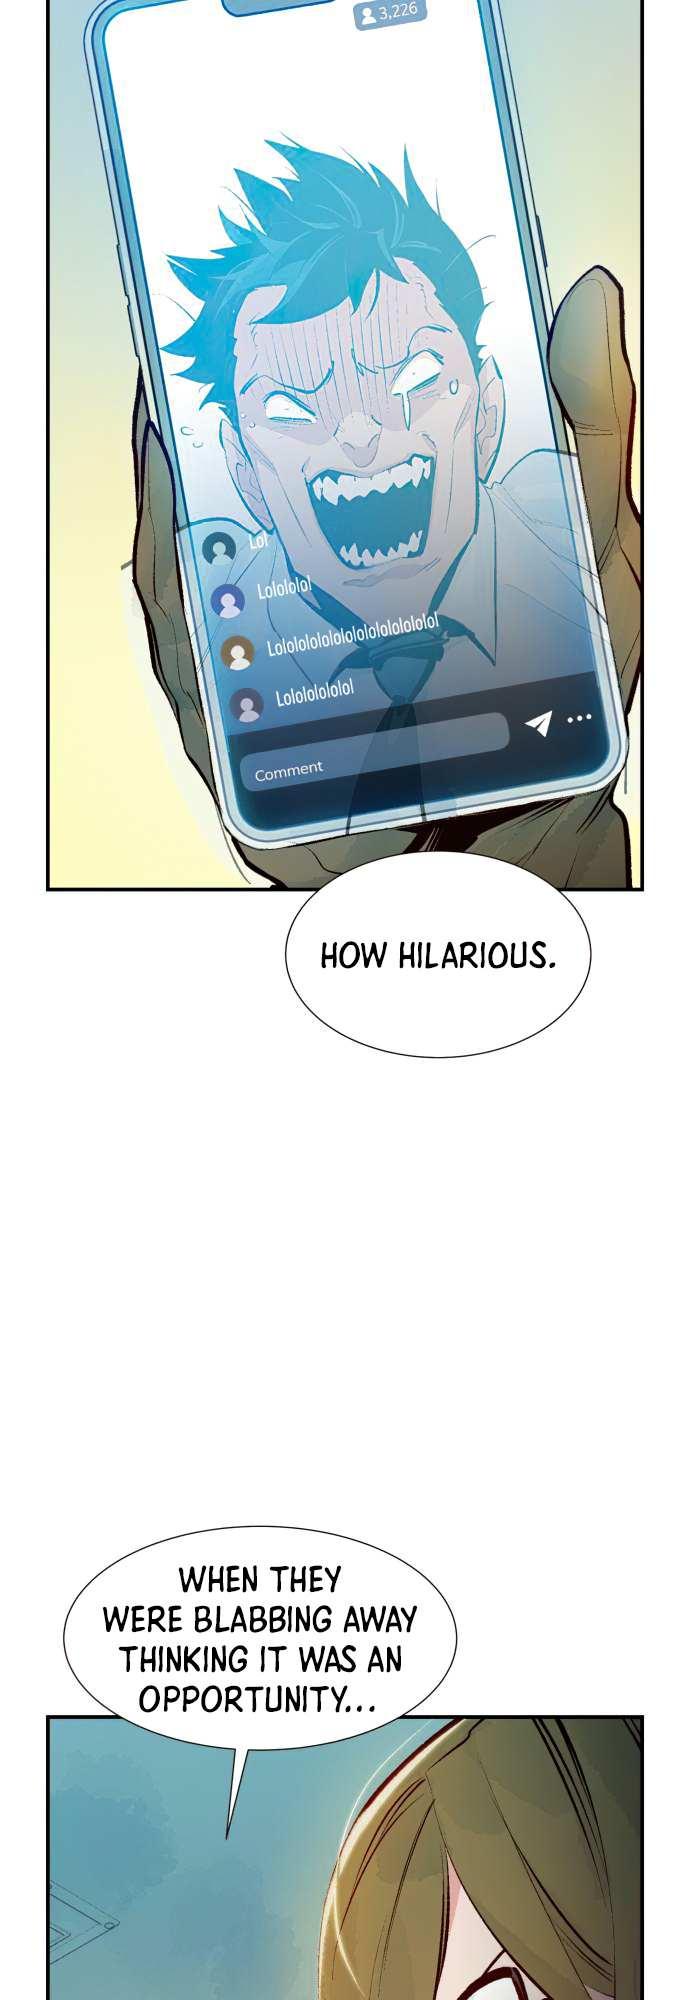 3,226
Lol
Lolololol
Lolololololololololololololol
Lolololololol
Comment
HOW HILARIOUS.
WHEN THEY
WERE BLABBING AWAY
THINKING IT WAS AN
OPPORTUNITY...